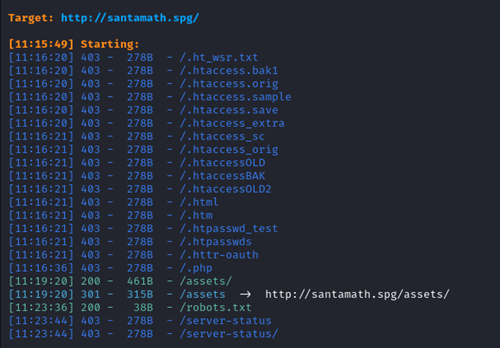 Target: http://santamath.spg/
[11:15:49] Starting:
[11:16:20] 403 - 278B - /.ht_wsr.txt
[11:16:20] 403 - 278B - /.htaccess.bak1
[11:16:20] 403 - 278B - /.htaccess.orig
[11:16:20] 403 - 278B - /.htaccess.sample
[11:16:20] 403 - 278B - /.htaccess.save
[11:16:20] 403 - 278B - /.htaccess_extra
[11:16:21] 403 - 278B - /.htaccess_sc
[11:16:21] 403 - 278B - /.htaccess_orig
[11:16:21] 403 - 278B - /.htaccessOLD
[11:16:21] 403 - 278B - /.htaccessBAK
[11:16:21] 403 - 278B - /.htaccessOLD2
[11:16:21] 403 - 278B - /.html
[11:16:21] 403 - 278B - /.htm
[11:16:21] 403 - 278B - /.htpasswd_test
[11:16:21] 403 - 278B - /.htpasswds
[11:16:21] 403 - 278B - /.httr-oauth
[11:16:36] 403 - 278B - /.php
[11:19:20] 200 - 461B - /assets/
[11:19:20] 301 - 315B - /assets → http://santamath.spg/assets/
[11:23:36] 200 - 38B - /robots.txt
[11:23:44] 403 - 278B - /server-status
[11:23:44] 403 - 278B - /server-status/